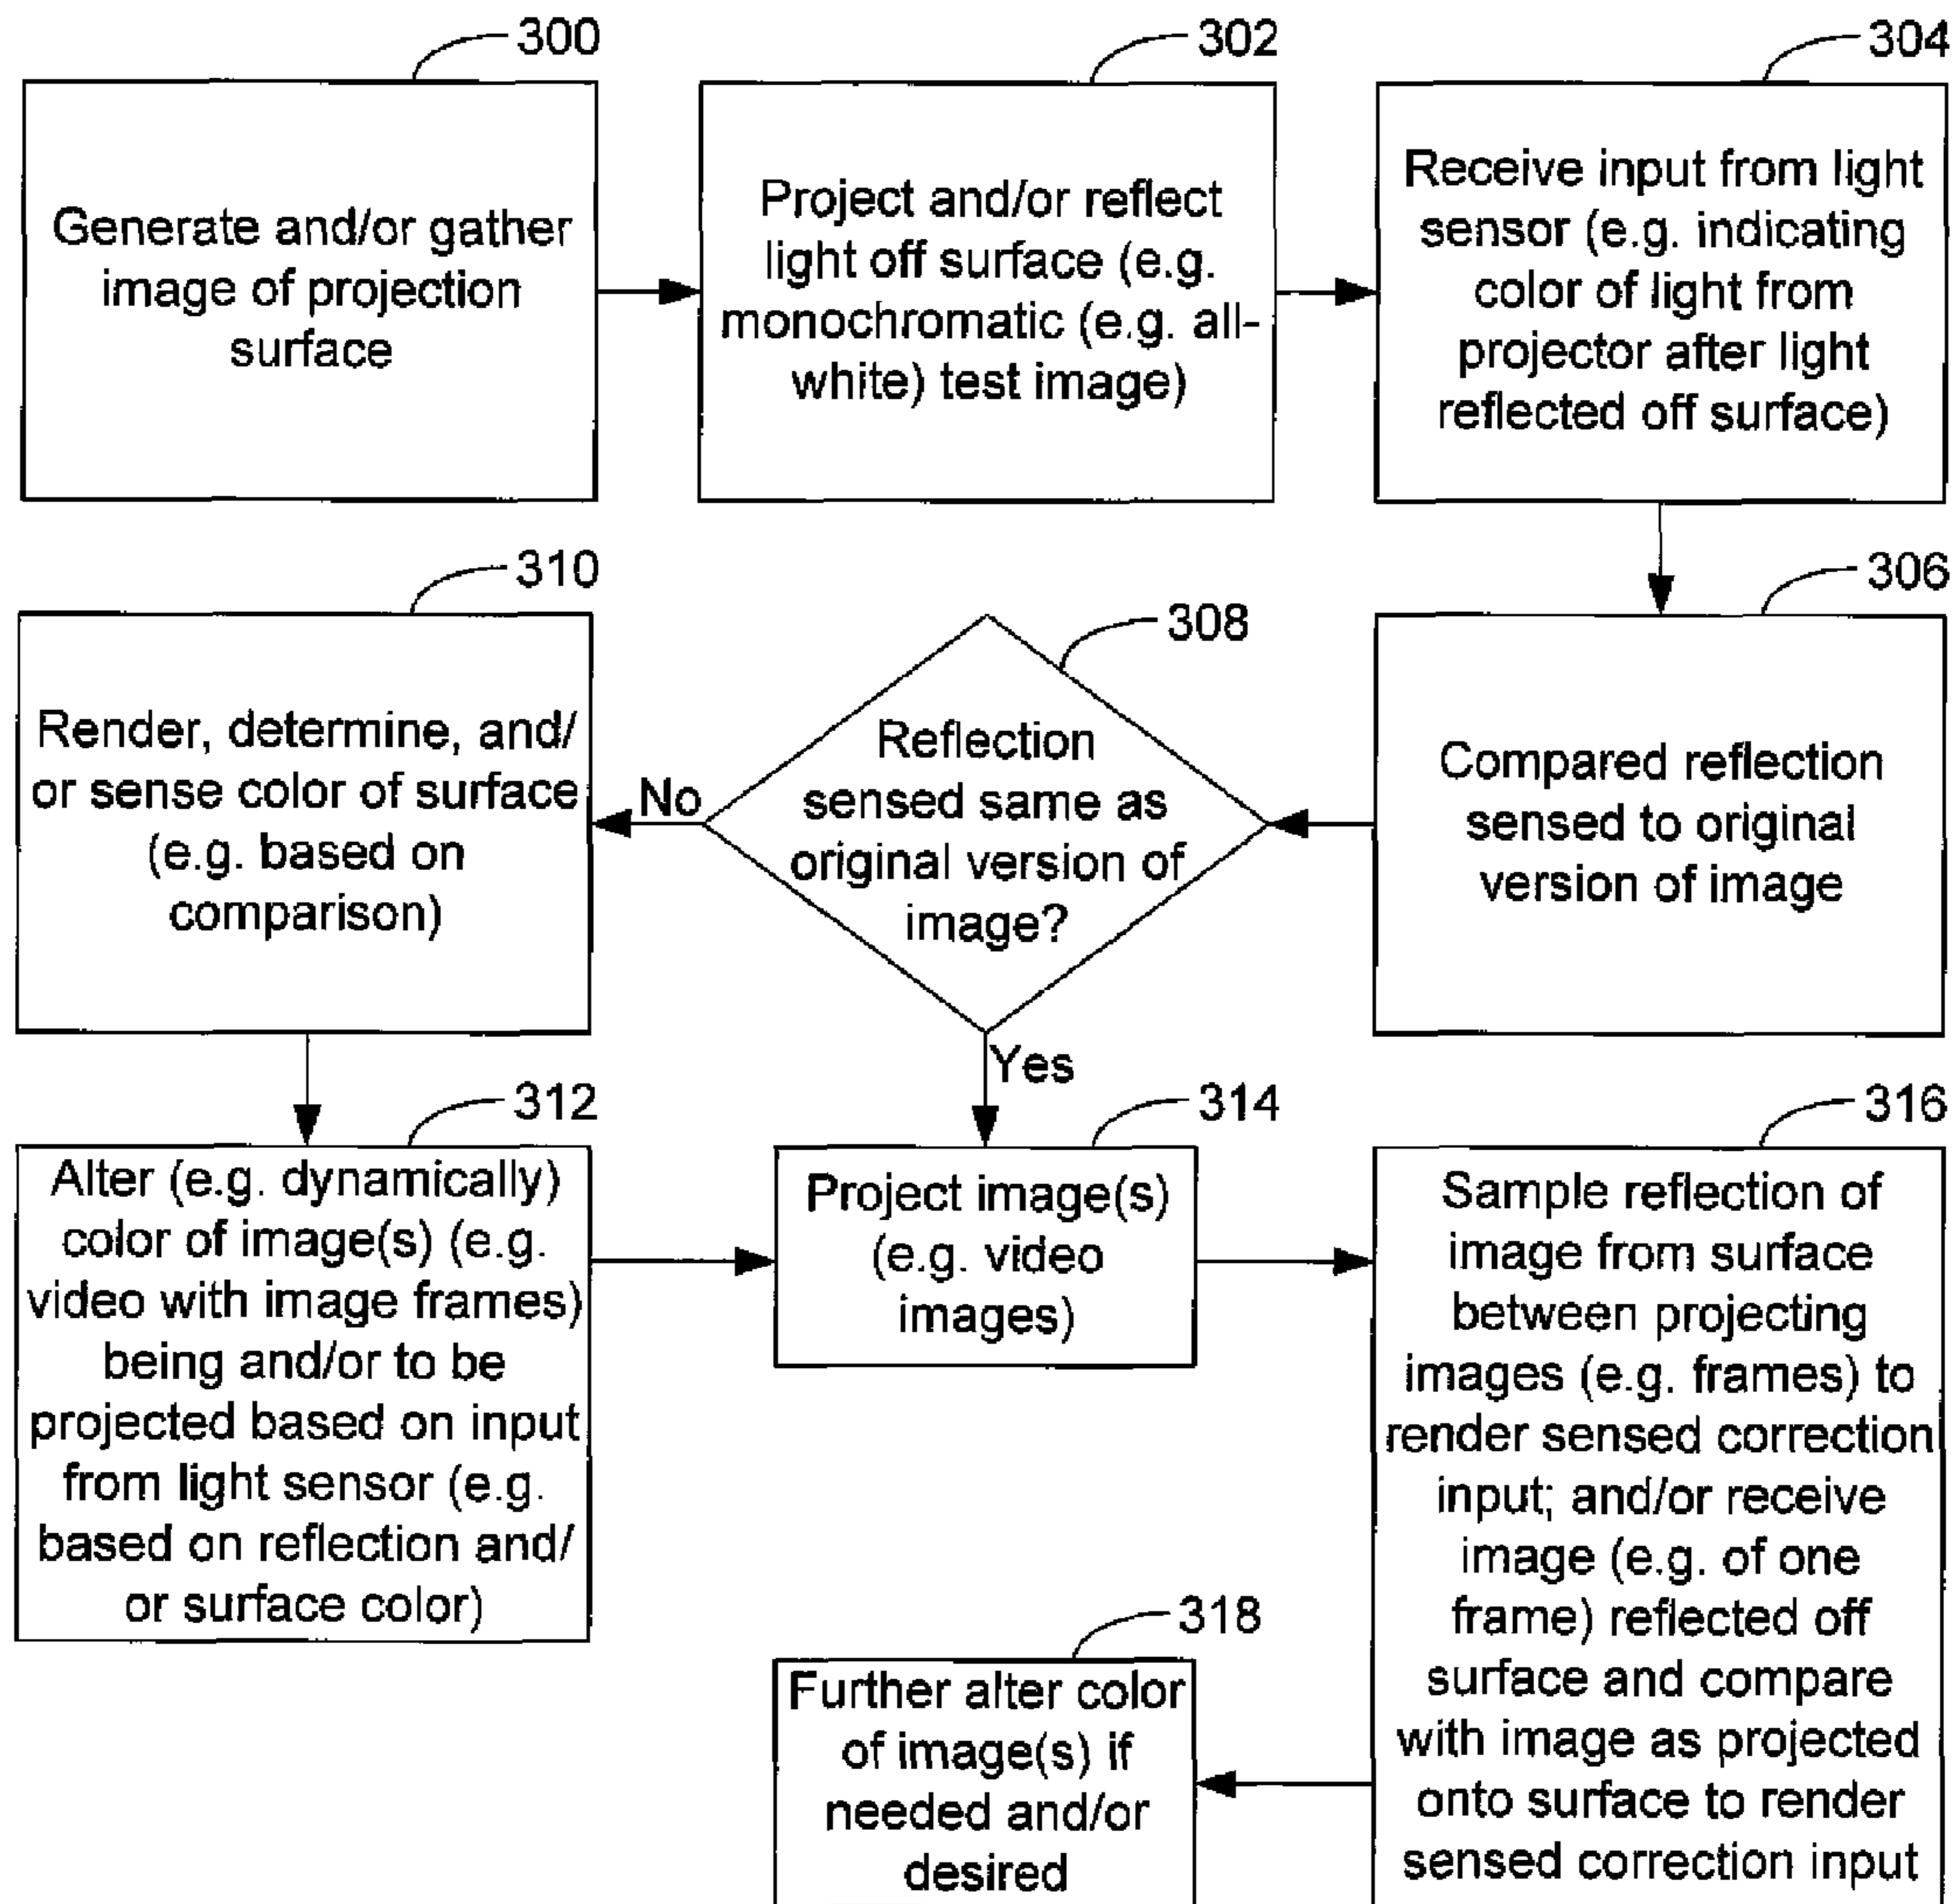 300
Generate and/or gather
image of projection
surface
302
Project and/or reflect
light off surface (e.g.
monochromatic (e.g. all-
white) test image)
304
Receive input from light
sensor (e.g. indicating
color of light from
projector after light
reflected off surface)
306
Compared reflection
sensed to original
version of image
308
Reflection
sensed same as
original version of
image?
No
Yes
310
Render, determine, and/
or sense color of surface
(e.g. based on
comparison)
312
Alter (e.g. dynamically)
color of image(s) (e.g.
video with image frames)
being and/or to be
projected based on input
from light sensor (e.g.
based on reflection and/
or surface color)
314
Project image(s)
(e.g. video
images)
316
Sample reflection of
image from surface
between projecting
images (e.g. frames) to
render sensed correction
input; and/or receive
image (e.g. of one
frame) reflected off
surface and compare
with image as projected
onto surface to render
sensed correction input
318
Further alter color
of image(s) if
needed and/or
desired